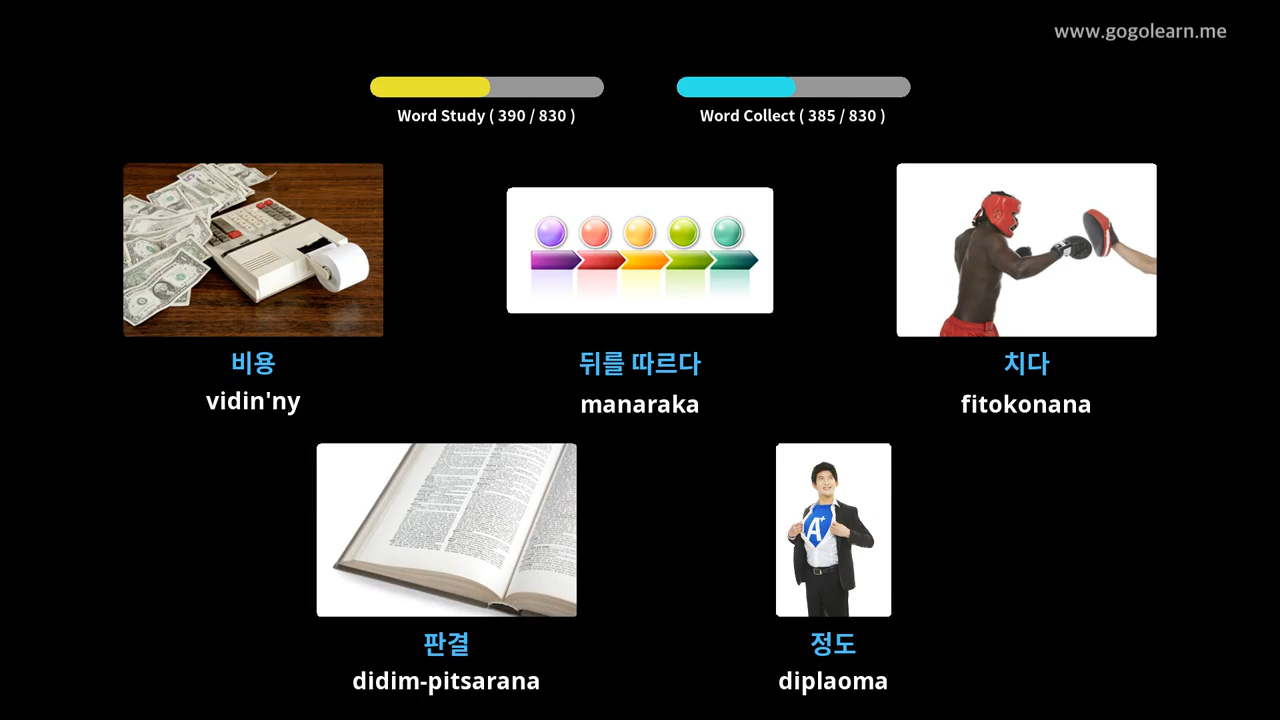 www.gogolearn.me
Word Study ( 390 / 830 )
Word Collect ( 385 / 830 )
비용
vidin'ny
뒤를 따르다
manaraka
치다
fitokonana
A+
판결
didim-pitsarana
정도
diplaoma